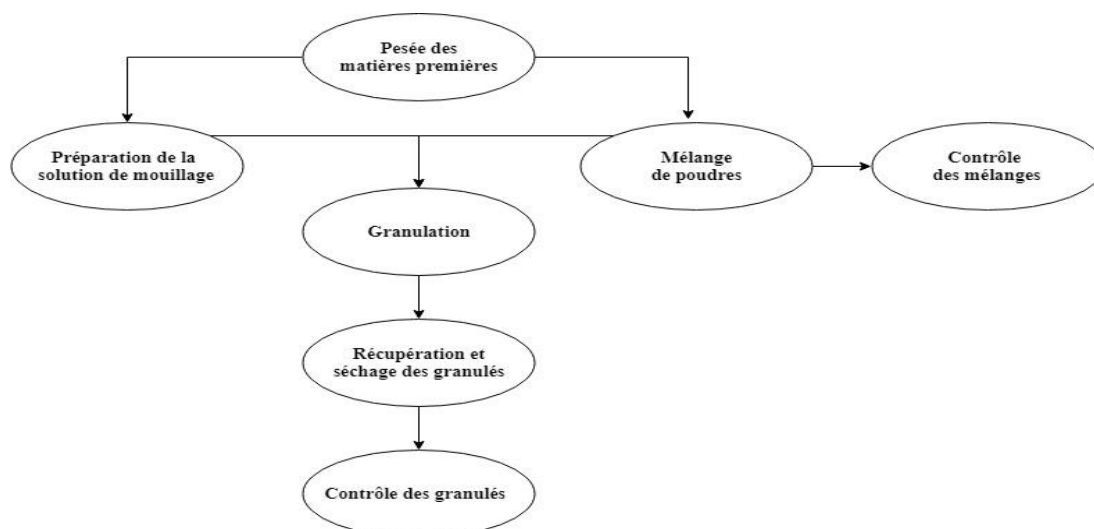 Pesée des
matières premières
Préparation de la
solution de mouillage
Mélange
de poudres
Contrôle
des mélanges
Granulation
Récupération et
séchage des granulés
Contrôle des granulés